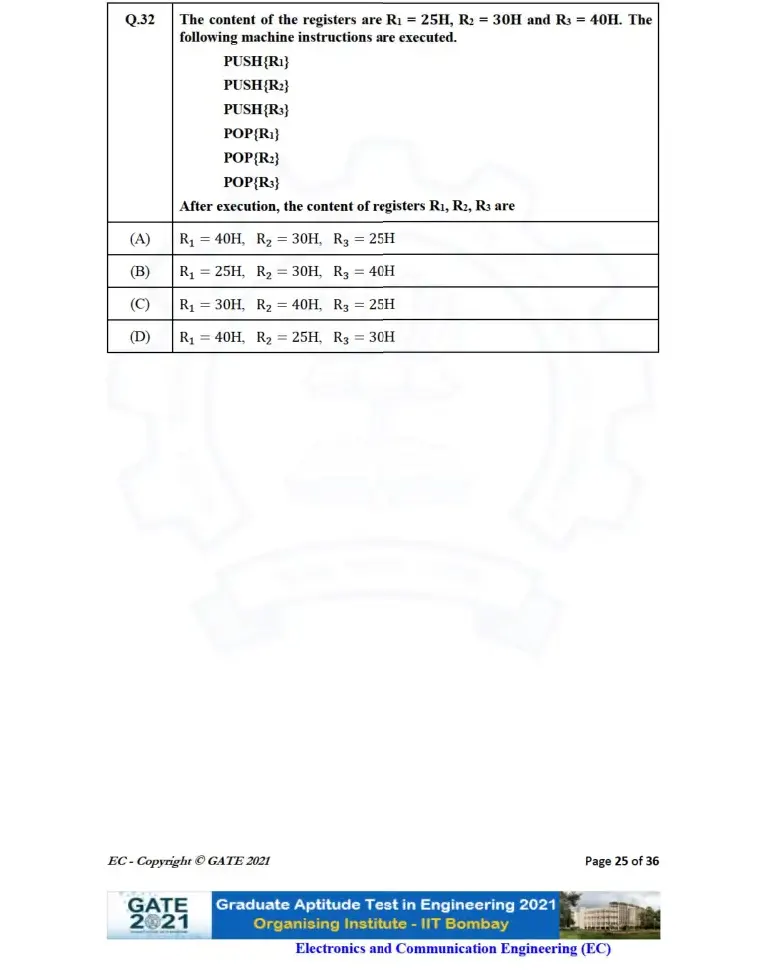 Q.32 The content of the registers are R₁ = 25H, R₂ = 30H and R₃ = 40H. The
following machine instructions are executed.
PUSH{R₁}
PUSH{R₂}
PUSH{R₃}
POP{R₁}
POP{R₂}
POP{R₃}
After execution, the content of registers R₁, R₂, R₃ are
(A) R₁ = 40H, R₂ = 30H, R₃ = 25H
(B) R₁ = 25H, R₂ = 30H, R₃ = 40H
(C) R₁ = 30H, R₂ = 40H, R₃ = 25H
(D) R₁ = 40H, R₂ = 25H, R₃ = 30H
EC - Copyright © GATE 2021 Page 25 of 36
GATE 2021
Graduate Aptitude Test in Engineering 2021
Organising Institute - IIT Bombay
Electronics and Communication Engineering (EC)